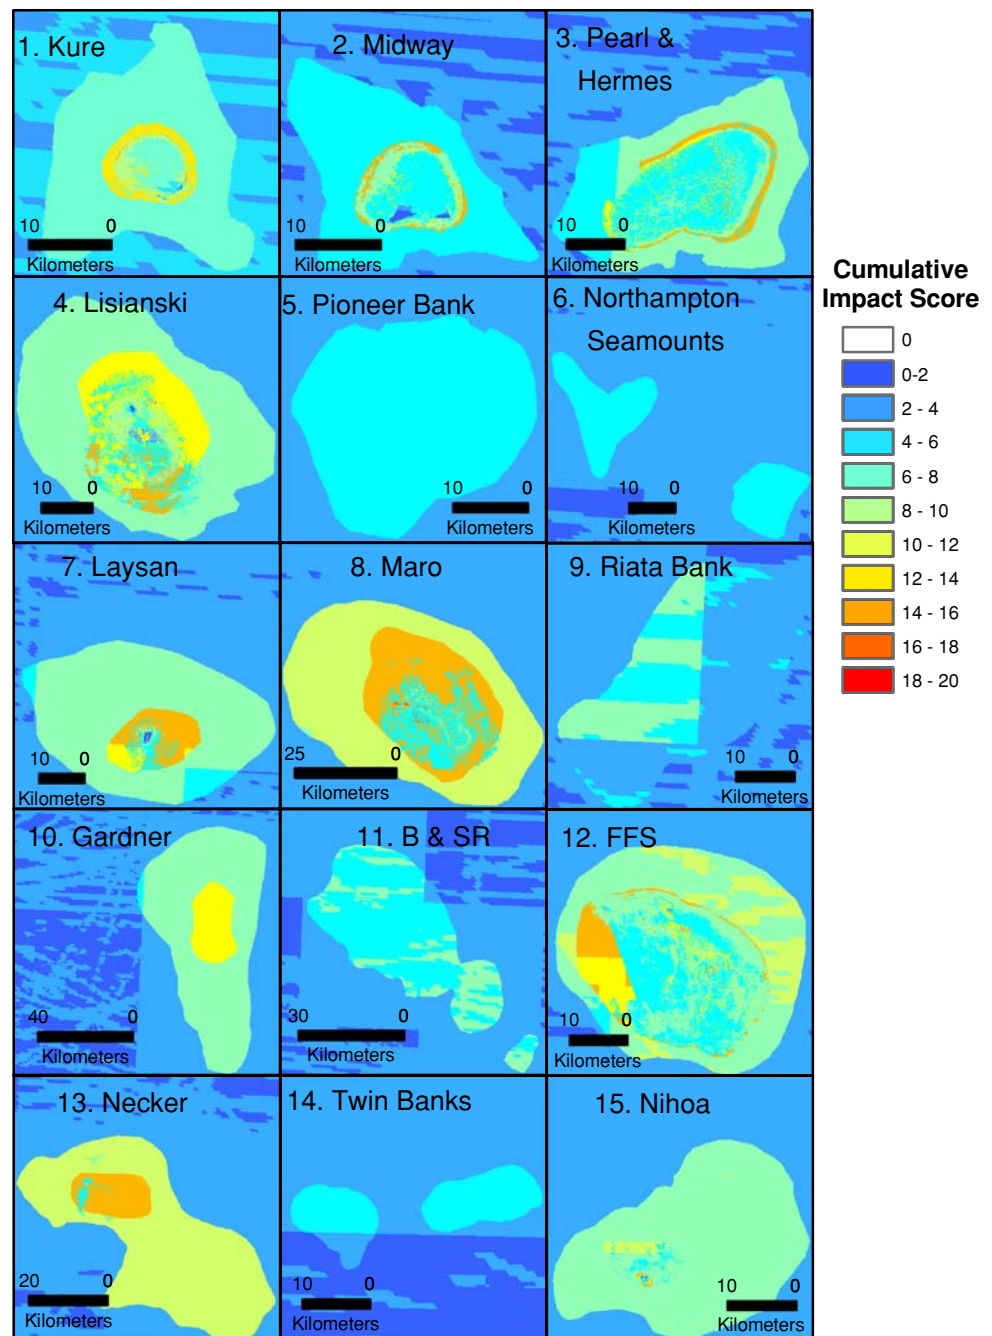 1. Kure
10 0
Kilometers
2. Midway
10 0
Kilometers
3. Pearl &
Hermes
10 0
Kilometers
4. Lisianski
10 0
Kilometers
5. Pioneer Bank
10 0
Kilometers
6. Northampton
Seamounts
10 0
Kilometers
7. Laysan
10 0
Kilometers
8. Maro
25 0
Kilometers
9. Riata Bank
10 0
Kilometers
10. Gardner
40 0
Kilometers
11. B & SR
30 0
Kilometers
12. FFS
10 0
Kilometers
13. Necker
20 0
Kilometers
14. Twin Banks
10 0
Kilometers
15. Nihoa
10 0
Kilometers
Cumulative
Impact Score
0
0-2
2 - 4
4 - 6
6 - 8
8 - 10
10 - 12
12 - 14
14 - 16
16 - 18
18 - 20